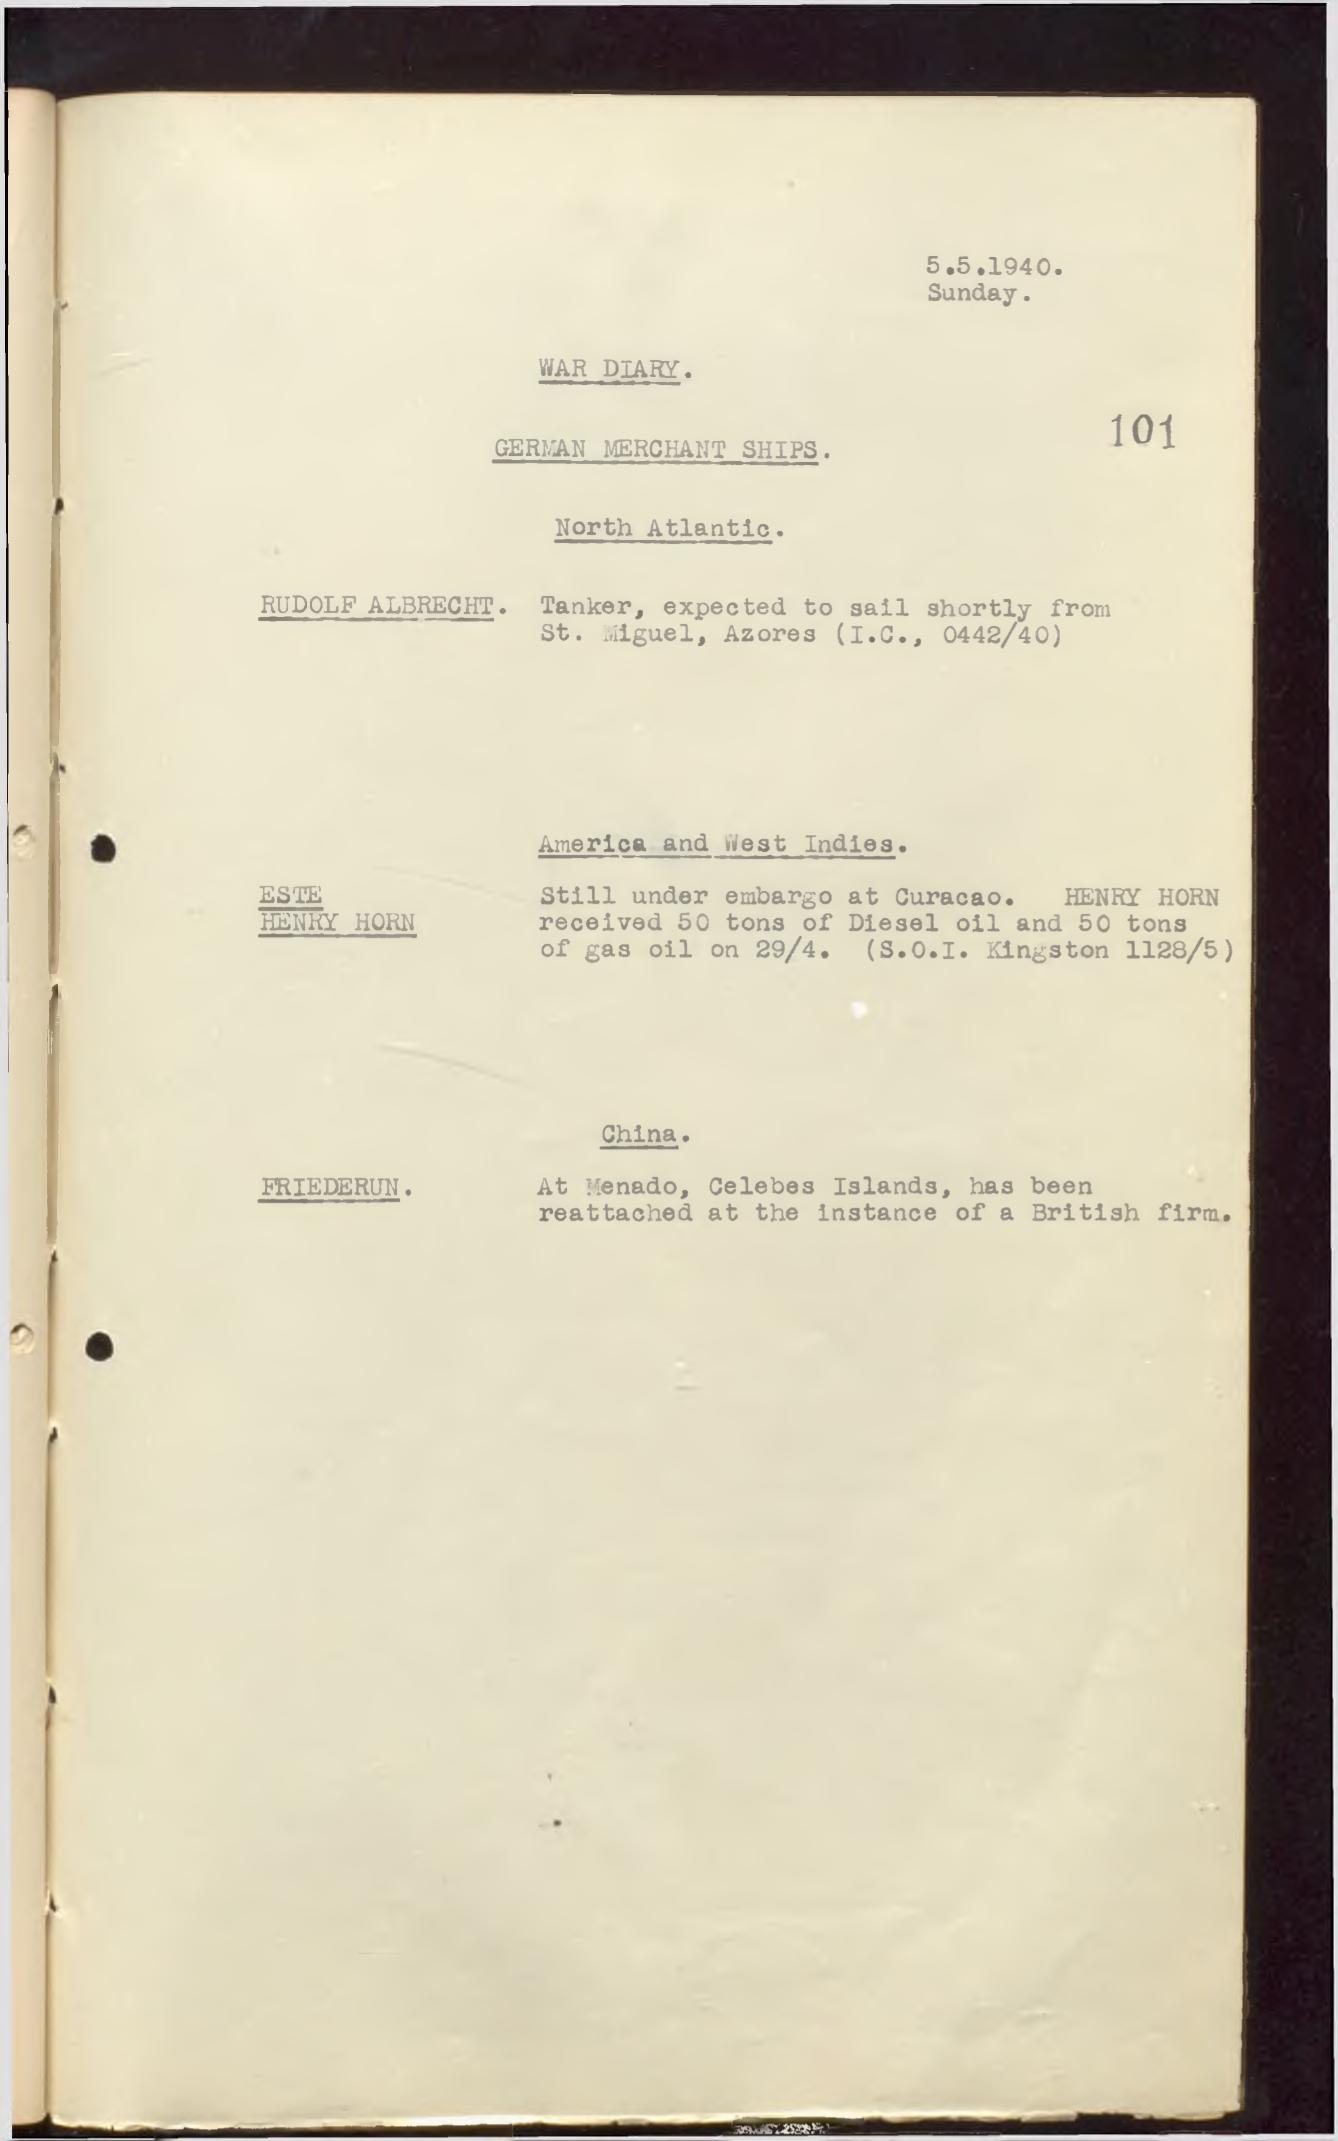 5.5.1940.
Sunday.
WAR DIARY.
101
GERMAN MERCHANT SHIPS.
North Atlantic.
RUDOLF ALBRECHT. Tanker, expected to sail shortly from
St. Miguel, Azores (I.C., 0442/40)
America and West Indies.
ESTE Still under embargo at Curacao. HENRY HORN
HENRY HORN received 50 tons of Diesel oil and 50 tons
of gas oil on 29/4. (S.O.I. Kingston 1128/5)
China.
FRIEDERUN. At Menado, Celebes Islands, has been
reattached at the instance of a British firm.